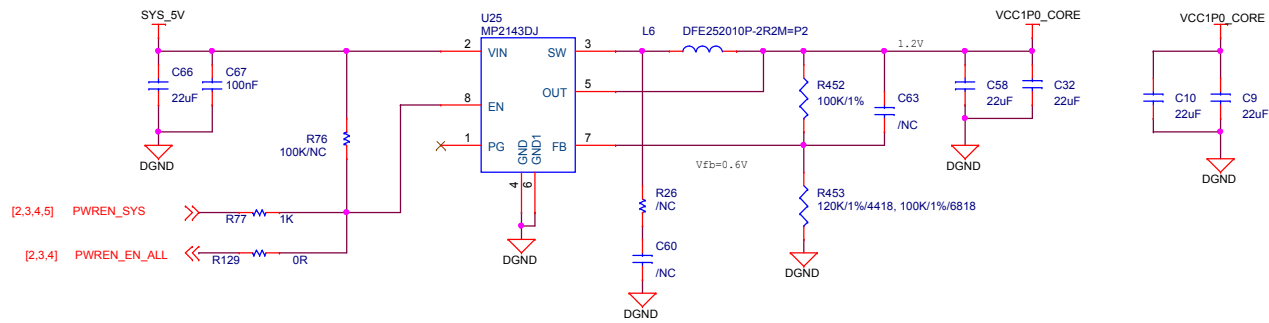 SYS_5V
U25
MP2143DJ
L6
DFE252010P-2R2M=P2
VCC1P0_CORE
VCC1P0_CORE
2
VIN
SW
3
1.2V
C66
22uF
C67
100nF
R452
100K/1%
C63
/NC
C58
22uF
C32
22uF
C10
22uF
C9
22uF
OUT
5
8
EN
R76
100K/NC
1
PG
GND
GND1
FB
7
Vfb=0.6V
4
6
DGND
DGND
DGND
[2,3,4,5]
PWREN_SYS
R77
1K
R26
/NC
R453
120K/1%/4418, 100K/1%/6818
[2,3,4]
PWREN_EN_ALL
R129
0R
DGND
C60
/NC
DGND
DGND